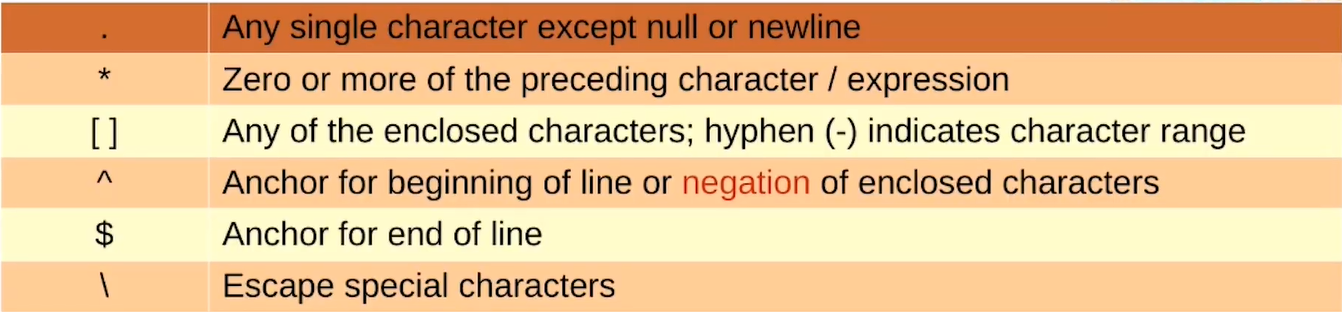 . Any single character except null or newline
* Zero or more of the preceding character / expression
[ ] Any of the enclosed characters; hyphen (-) indicates character range
^ Anchor for beginning of line or negation of enclosed characters
$ Anchor for end of line
\ Escape special characters